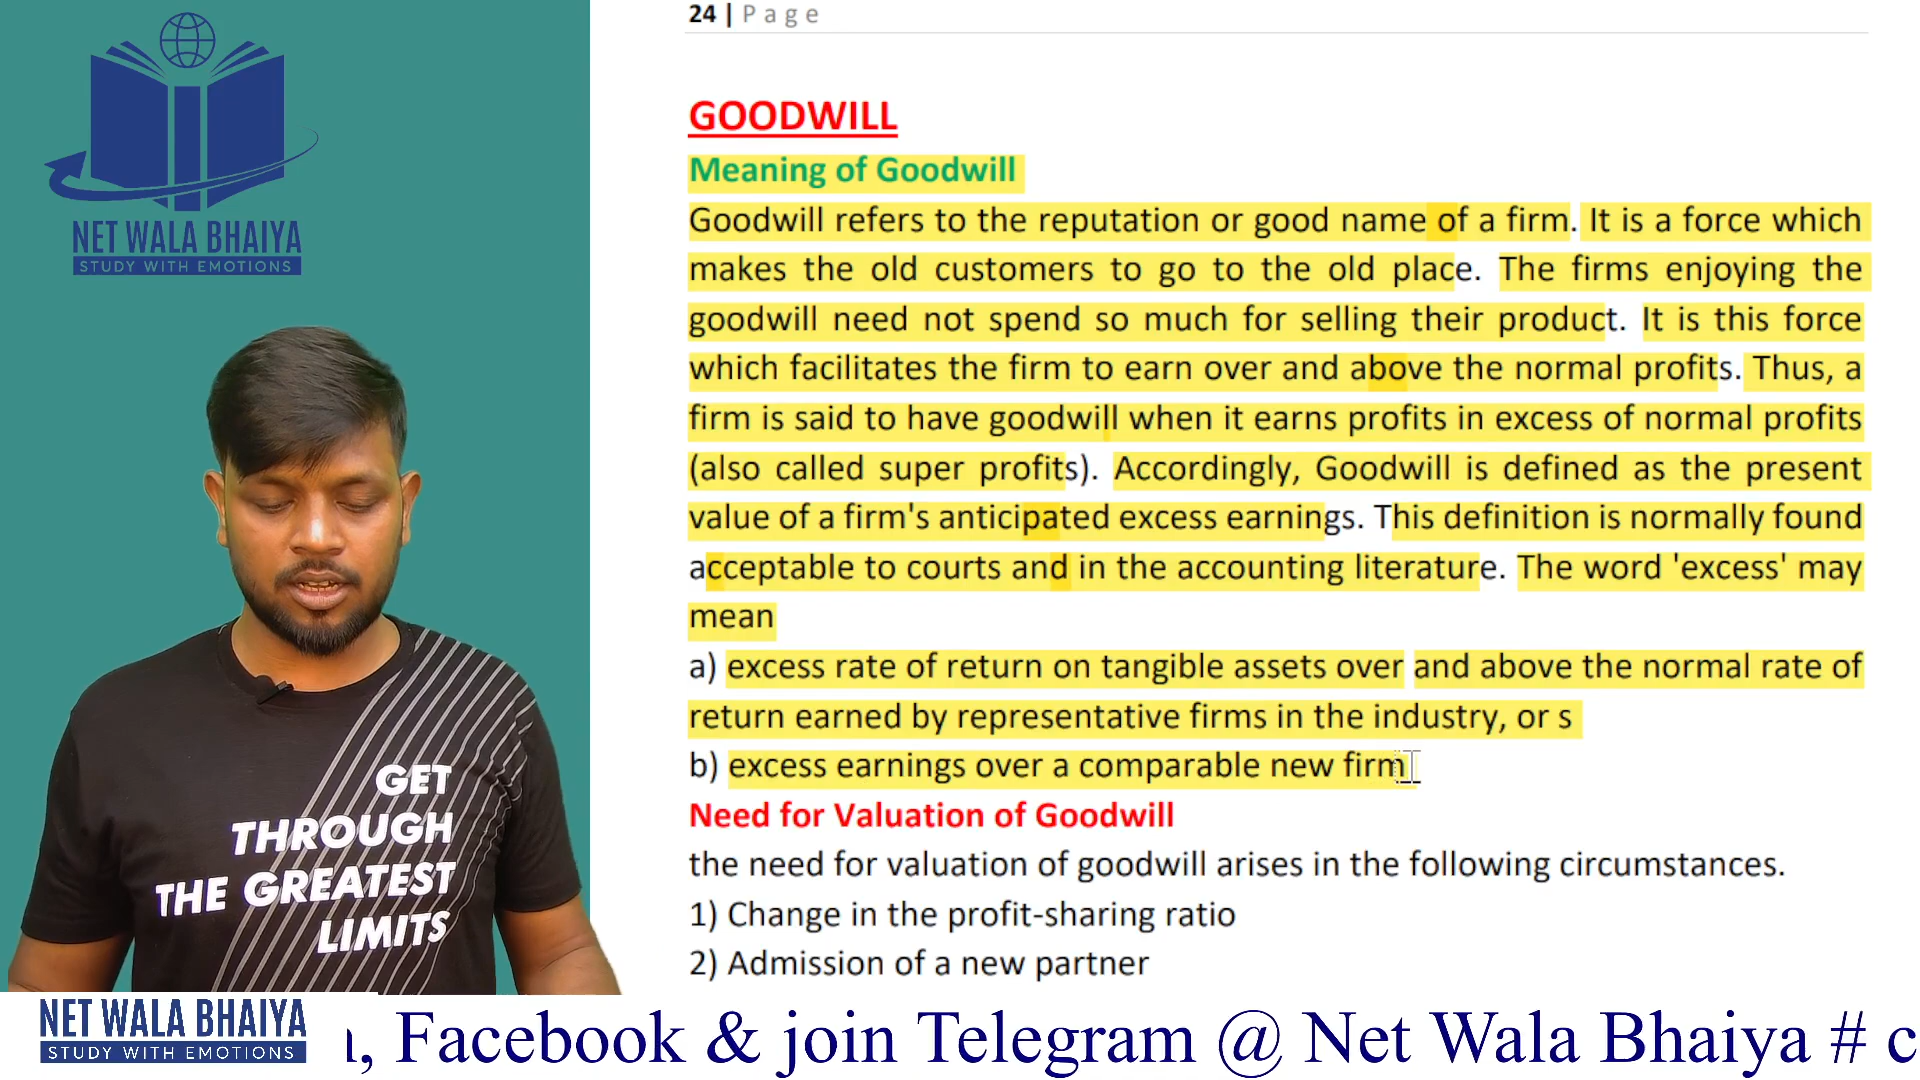 24 | Page
GOODWILL
Meaning of Goodwill
Goodwill refers to the reputation or good name of a firm. It is a force which
makes the old customers to go to the old place. The firms enjoying the
goodwill need not spend so much for selling their product. It is this force
which facilitates the firm to earn over and above the normal profits. Thus, a
firm is said to have goodwill when it earns profits in excess of normal profits
(also called super profits). Accordingly, Goodwill is defined as the present
value of a firm's anticipated excess earnings. This definition is normally found
acceptable to courts and in the accounting literature. The word 'excess' may
mean
a) excess rate of return on tangible assets over and above the normal rate of
return earned by representative firms in the industry, or s
b) excess earnings over a comparable new firm
Need for Valuation of Goodwill
the need for valuation of goodwill arises in the following circumstances.
1) Change in the profit-sharing ratio
2) Admission of a new partner
NET WALA BHAIYA
STUDY WITH EMOTIONS
GET
THROUGH
THE GREATEST
LIMITS
NET WALA BHAIYA
STUDY WITH EMOTIONS
, Facebook & join Telegram @ Net Wala Bhaiya #